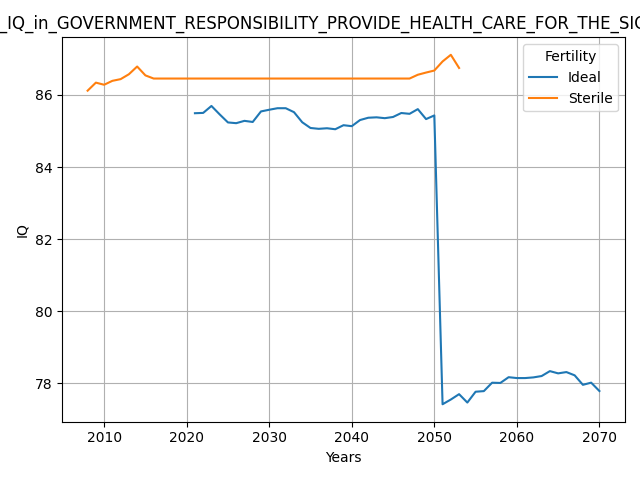 _IQ_in_GOVERNMENT_RESPONSIBILITY_PROVIDE_HEALTH_CARE_FOR_THE_SIC
Fertility
Ideal
Sterile
86
84
82
80
78
IQ
2010 2020 2030 2040 2050 2060 2070
Years